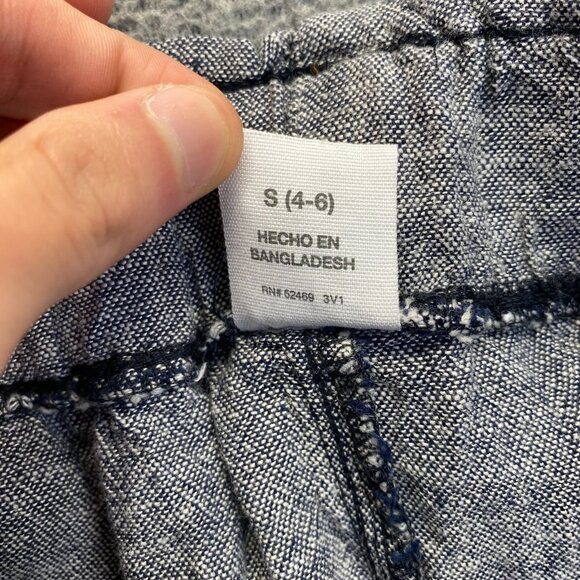 S (4-6)
HECHO EN
BANGLADESH
RN# 52469 3V1